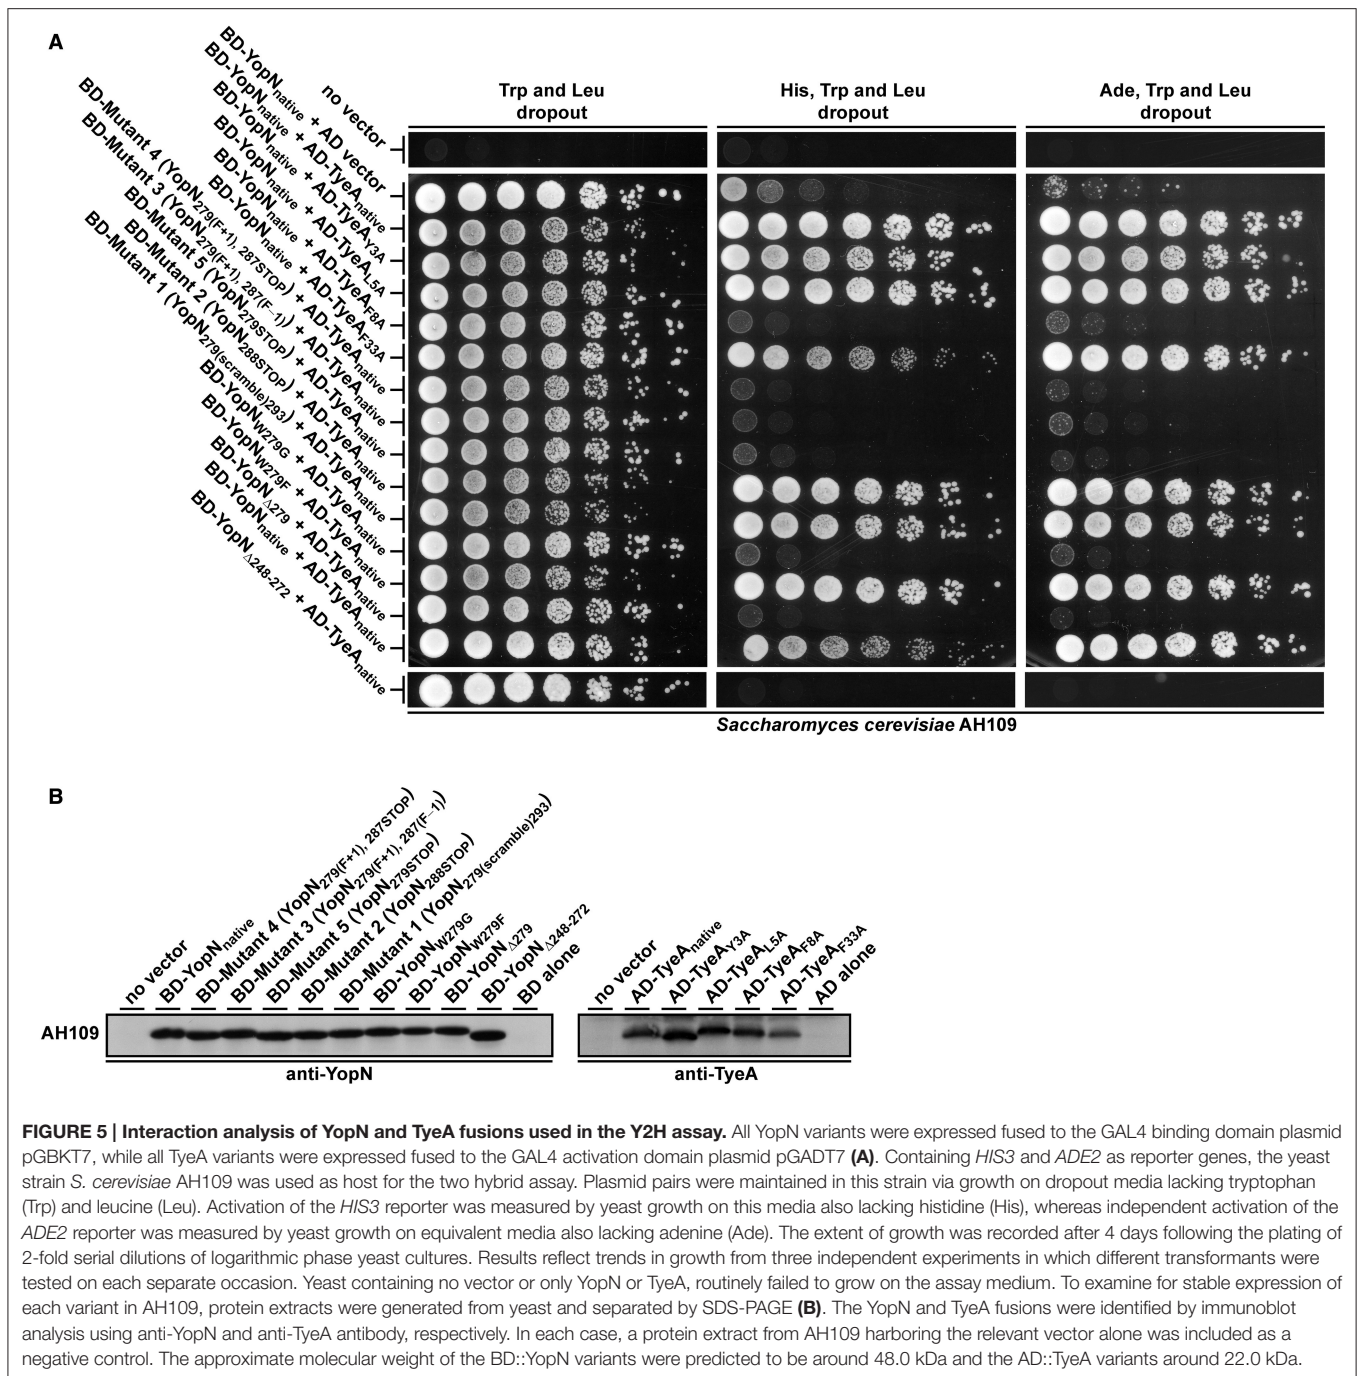 A
no vector
BD-YopNnative + AD vector
BD-YopNnative + AD-TyeAnative
BD-YopNnative + AD-TyeAY3A
BD-YopNnative + AD-TyeAL5A
BD-YopNnative + AD-TyeAF8A
BD-YopNnative + AD-TyeAF33A
BD-Mutant 4 (YopN279(F+1), 287STOP) + AD-TyeAnative
BD-Mutant 3 (YopN279(F+1), 287(F–1)) + AD-TyeAnative
BD-Mutant 5 (YopN279STOP) + AD-TyeAnative
BD-Mutant 2 (YopN288STOP) + AD-TyeAnative
BD-Mutant 1 (YopN279(scramble)293) + AD-TyeAnative
BD-YopNW279G + AD-TyeAnative
BD-YopNW279F + AD-TyeAnative
BD-YopNΔ279 + AD-TyeAnative
BD-YopNnative + AD-TyeAnative
BD-YopNΔ248-272 + AD-TyeAnative
Trp and Leu
dropout
His, Trp and Leu
dropout
Ade, Trp and Leu
dropout
Saccharomyces cerevisiae AH109
B
no vector
BD-YopNnative
BD-Mutant 4 (YopN279(F+1), 287STOP)
BD-Mutant 3 (YopN279(F+1), 287(F–1))
BD-Mutant 5 (YopN279STOP)
BD-Mutant 2 (YopN288STOP)
BD-Mutant 1 (YopN279(scramble)293)
BD-YopNW279G
BD-YopNW279F
BD-YopNΔ279
BD-YopNΔ248-272
BD alone
no vector
AD-TyeAnative
AD-TyeAY3A
AD-TyeAL5A
AD-TyeAF8A
AD-TyeAF33A
AD alone
AH109
anti-YopN
anti-TyeA
FIGURE 5 | Interaction analysis of YopN and TyeA fusions used in the Y2H assay. All YopN variants were expressed fused to the GAL4 binding domain plasmid
pGBKT7, while all TyeA variants were expressed fused to the GAL4 activation domain plasmid pGADT7 (A). Containing HIS3 and ADE2 as reporter genes, the yeast
strain S. cerevisiae AH109 was used as host for the two hybrid assay. Plasmid pairs were maintained in this strain via growth on dropout media lacking tryptophan
(Trp) and leucine (Leu). Activation of the HIS3 reporter was measured by yeast growth on this media also lacking histidine (His), whereas independent activation of the
ADE2 reporter was measured by yeast growth on equivalent media also lacking adenine (Ade). The extent of growth was recorded after 4 days following the plating of
2-fold serial dilutions of logarithmic phase yeast cultures. Results reflect trends in growth from three independent experiments in which different transformants were
tested on each separate occasion. Yeast containing no vector or only YopN or TyeA, routinely failed to grow on the assay medium. To examine for stable expression of
each variant in AH109, protein extracts were generated from yeast and separated by SDS-PAGE (B). The YopN and TyeA fusions were identified by immunoblot
analysis using anti-YopN and anti-TyeA antibody, respectively. In each case, a protein extract from AH109 harboring the relevant vector alone was included as a
negative control. The approximate molecular weight of the BD::YopN variants were predicted to be around 48.0 kDa and the AD::TyeA variants around 22.0 kDa.